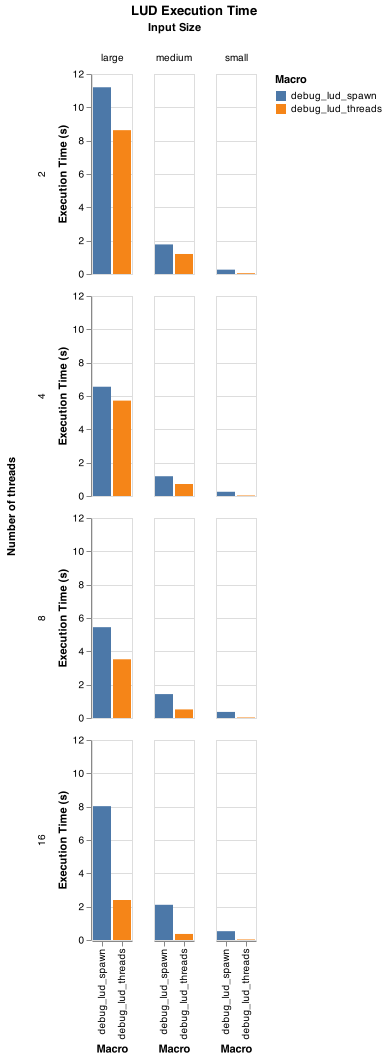 LUD Execution Time
Input Size
large medium small
Macro
debug_lud_spawn
debug_lud_threads
Number of threads
2
Execution Time (s)
12
10
8
6
4
2
0
4
Execution Time (s)
12
10
8
6
4
2
0
8
Execution Time (s)
12
10
8
6
4
2
0
16
Execution Time (s)
12
10
8
6
4
2
0
debug_lud_spawn debug_lud_threads debug_lud_spawn debug_lud_threads debug_lud_spawn debug_lud_threads
Macro Macro Macro